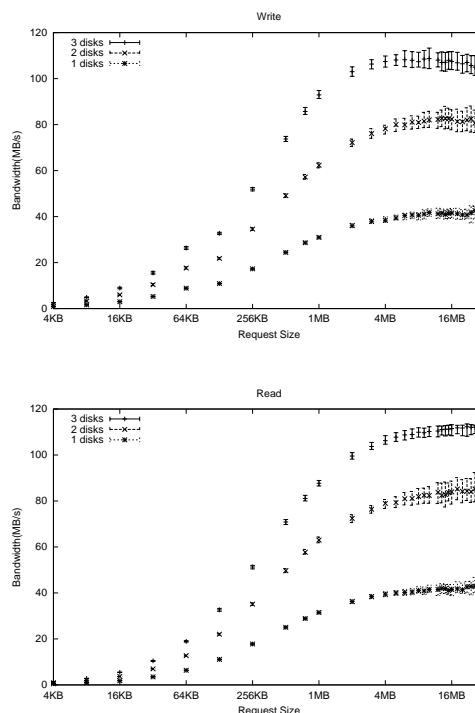 Write
120
100
80
60
40
20
0
Bandwidth(MB/s)
3 disks
2 disks
1 disks
4KB 16KB 64KB 256KB 1MB 4MB 16MB
Request Size
Read
120
100
80
60
40
20
0
Bandwidth(MB/s)
3 disks
2 disks
1 disks
4KB 16KB 64KB 256KB 1MB 4MB 16MB
Request Size